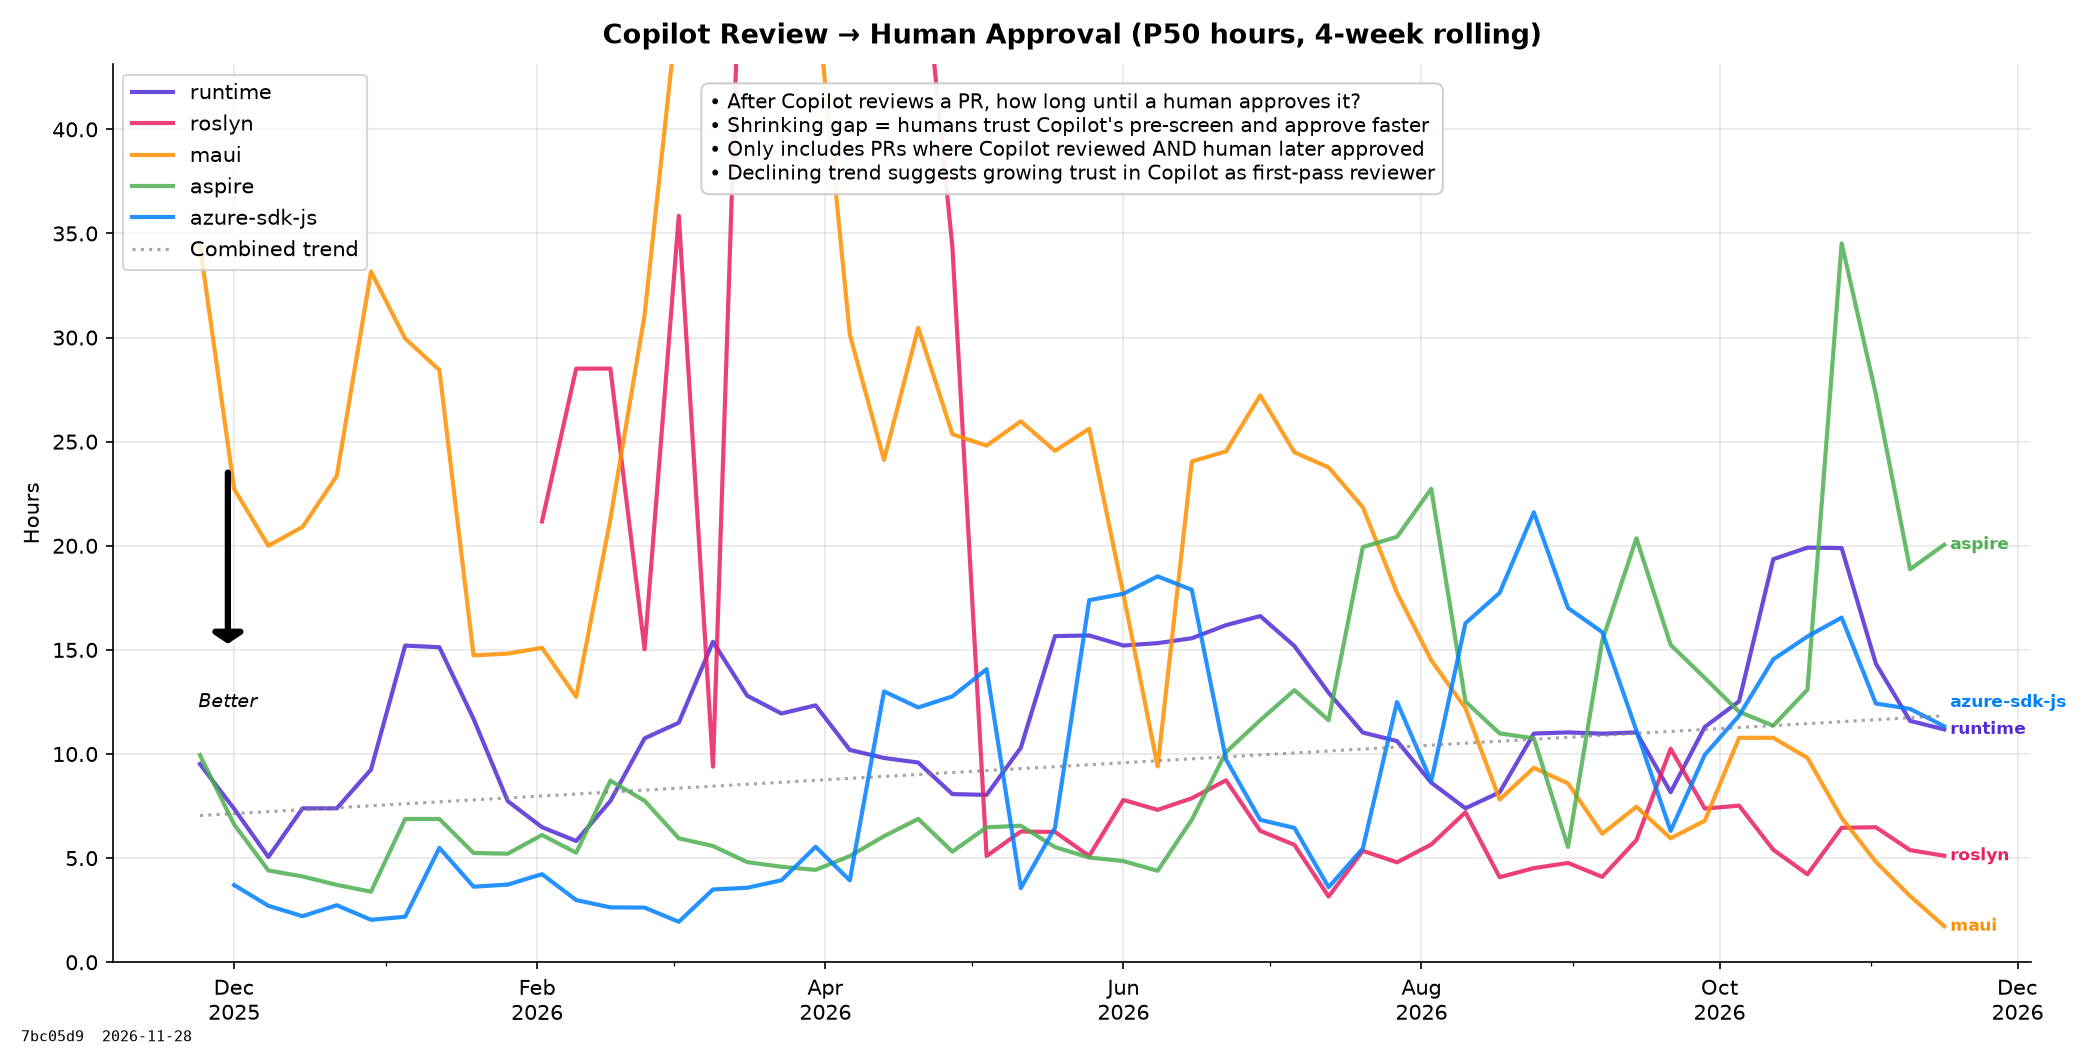 Copilot Review → Human Approval (P50 hours, 4-week rolling)
runtime
roslyn
maui
aspire
azure-sdk-js
Combined trend
• After Copilot reviews a PR, how long until a human approves it?
• Shrinking gap = humans trust Copilot's pre-screen and approve faster
• Only includes PRs where Copilot reviewed AND human later approved
• Declining trend suggests growing trust in Copilot as first-pass reviewer
Hours
40.0
35.0
30.0
25.0
20.0
15.0
10.0
5.0
0.0
Better
aspire
azure-sdk-js
runtime
roslyn
maui
Dec
2025
Feb
2026
Apr
2026
Jun
2026
Aug
2026
Oct
2026
Dec
2026
7bc05d9  2026-11-28